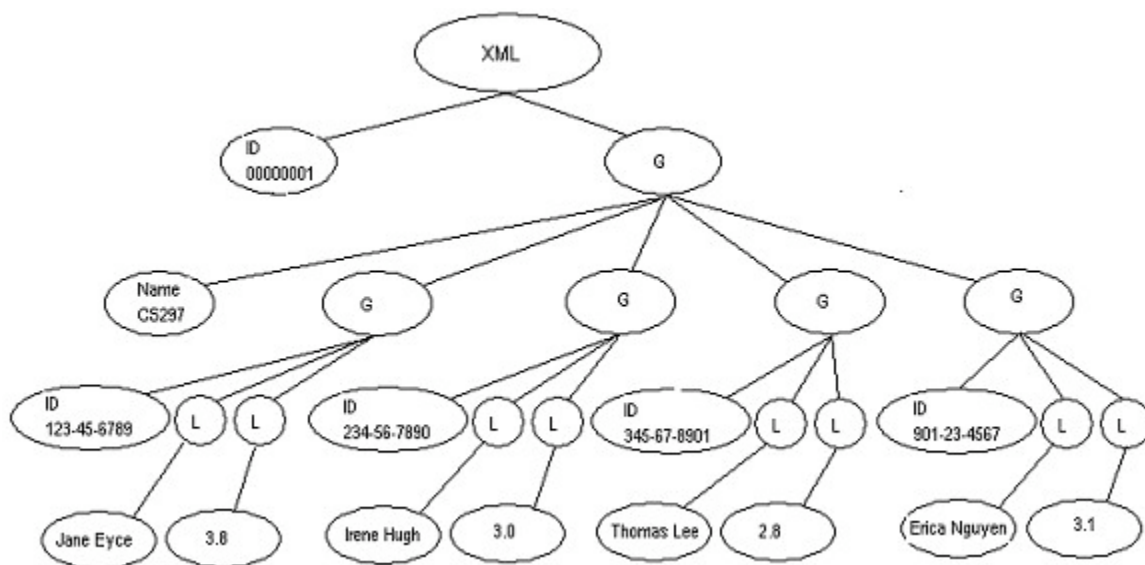 XML
ID
00000001
G
Name
CS297
G
G
G
G
ID
123-45-6789
L
L
ID
234-56-7890
L
L
ID
345-67-8901
L
L
ID
901-23-4567
L
L
Jane Eyce
3.8
Irene Hugh
3.0
Thomas Lee
2.8
Erica Nguyen
3.1